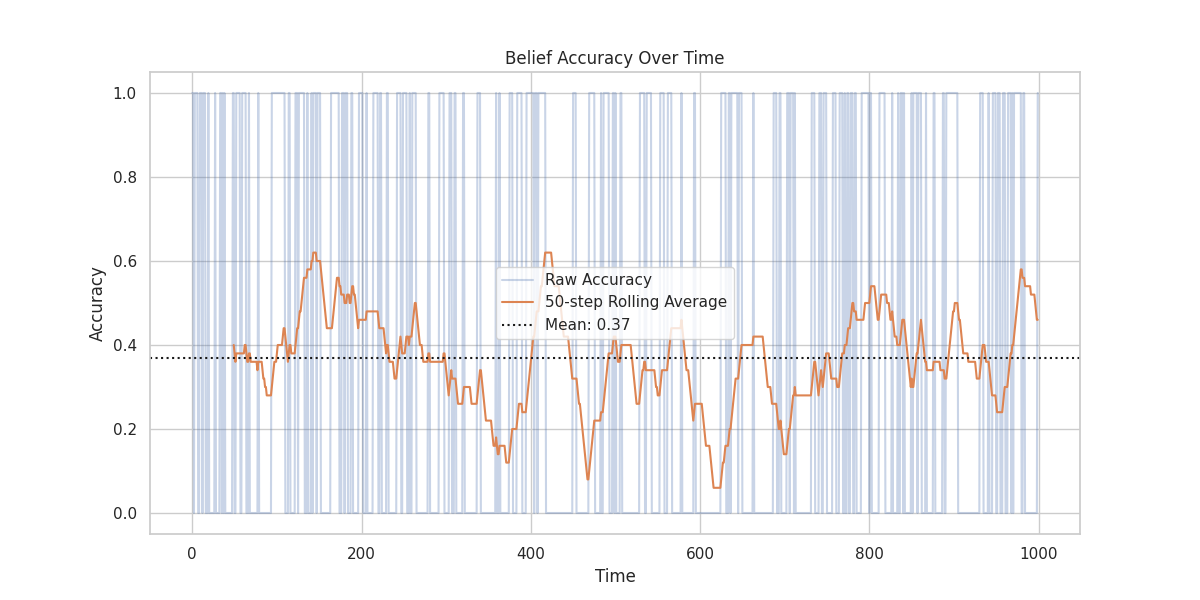 Belief Accuracy Over Time
Accuracy
1.0
0.8
0.6
0.4
0.2
0.0
Raw Accuracy
50-step Rolling Average
Mean: 0.37
0
200
400
600
800
1000
Time